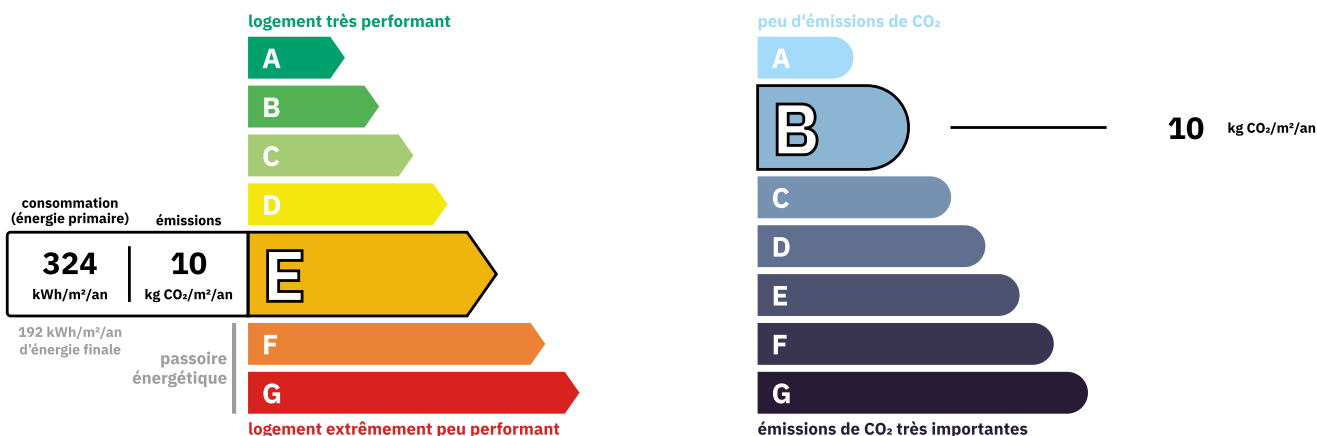 logement très performant
A
B
C
D
consommation
(énergie primaire)
émissions
324
kWh/m²/an
10
kg CO₂/m²/an
E
192 kWh/m²/an
d'énergie finale
passoire
énergétique
F
G
logement extrêmement peu performant
peu d'émissions de CO₂
A
B
10 kg CO₂/m²/an
C
D
E
F
G
émissions de CO₂ très importantes